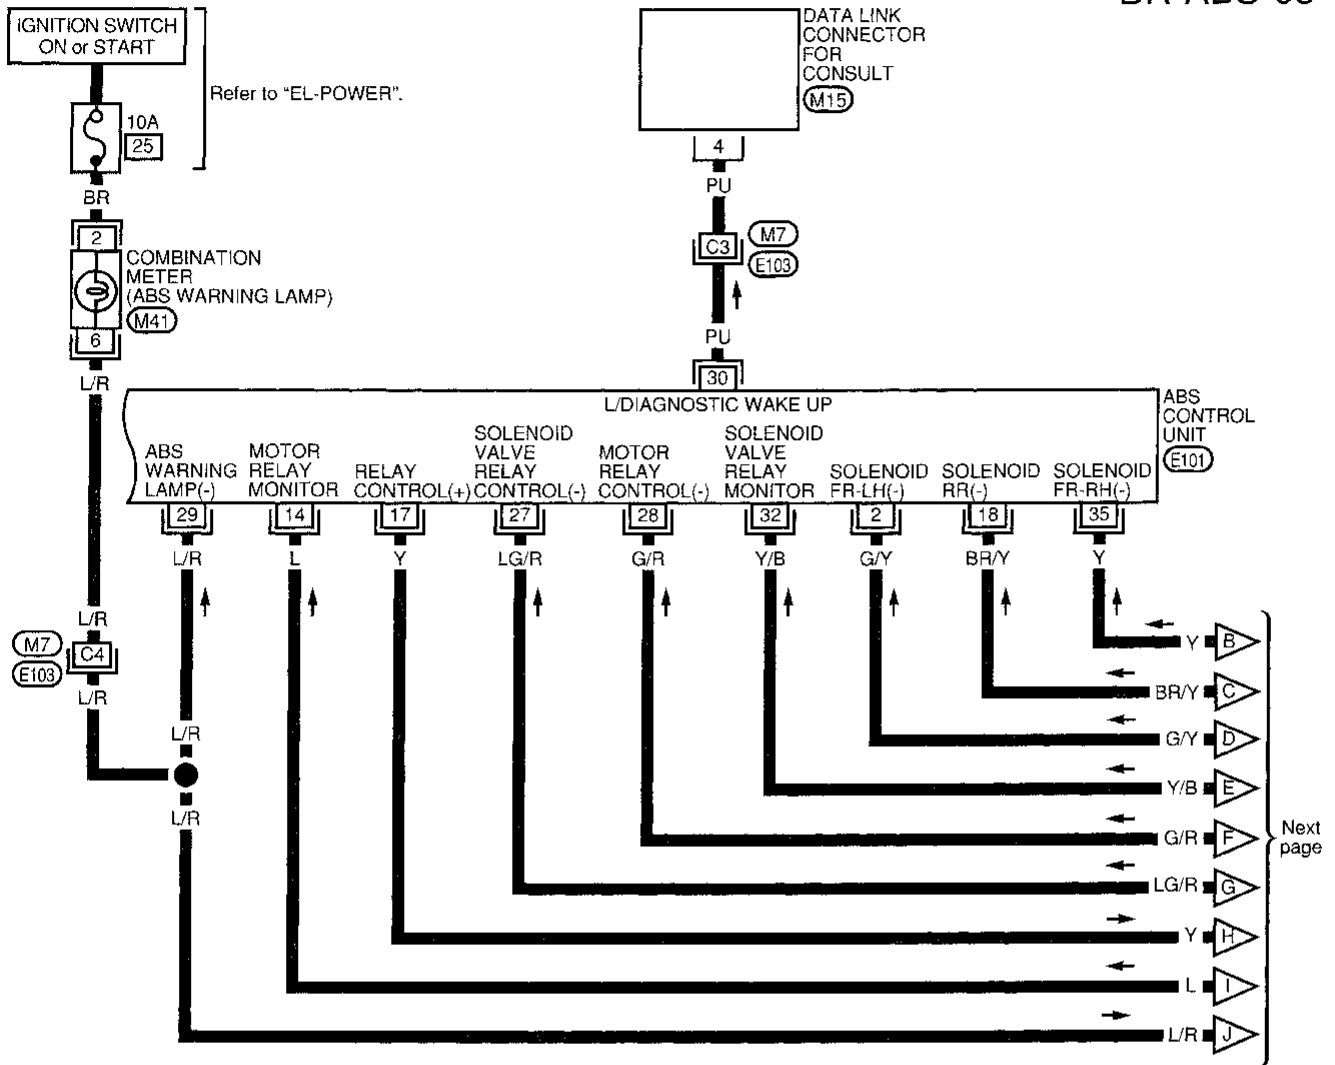 IGNITION SWITCH
ON or START
Refer to “EL-POWER”.
10A
25
BR
2
COMBINATION
METER
(ABS WARNING LAMP)
M41
6
L/R
DATA LINK
CONNECTOR
FOR
CONSULT
M15
4
PU
C3
M7
E103
PU
30
L/DIAGNOSTIC WAKE UP
ABS
CONTROL
UNIT
E101
ABS
WARNING
LAMP(-)
MOTOR
RELAY
MONITOR
RELAY
CONTROL(+)
SOLENOID
VALVE
RELAY
CONTROL(-)
MOTOR
RELAY
CONTROL(-)
SOLENOID
VALVE
RELAY
MONITOR
SOLENOID
FR-LH(-)
SOLENOID
RR(-)
SOLENOID
FR-RH(-)
29 14 17 27 28 32 2 18 35
L/R L Y LG/R G/R Y/B G/Y BR/Y Y
L/R
M7
E103
C4
L/R
L/R
L/R
Y B
BR/Y C
G/Y D
Y/B E
G/R F
LG/R G
Y H
L I
L/R J
Next
page